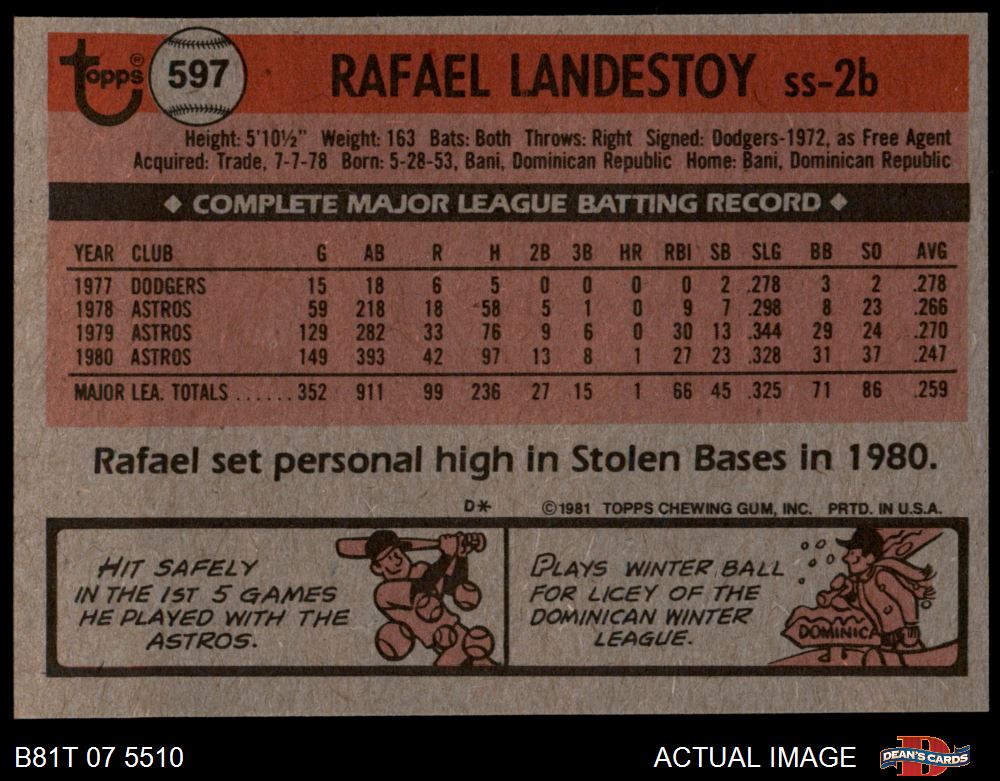 Topps® 597 RAFAEL LANDESTOY ss-2b
Height: 5'10½" Weight: 163 Bats: Both Throws: Right Signed: Dodgers-1972, as Free Agent
Acquired: Trade, 7-7-78 Born: 5-28-53, Bani, Dominican Republic Home: Bani, Dominican Republic
◆ COMPLETE MAJOR LEAGUE BATTING RECORD ◆
YEAR CLUB G AB R H 2B 3B HR RBI SB SLG BB SO AVG
1977 DODGERS 15 18 6 5 0 0 0 0 2 .278 3 2 .278
1978 ASTROS 59 218 18 58 5 1 0 9 7 .298 8 23 .266
1979 ASTROS 129 282 33 76 9 6 0 30 13 .344 29 24 .270
1980 ASTROS 149 393 42 97 13 8 1 27 23 .328 31 37 .247
MAJOR LEA. TOTALS ...... 352 911 99 236 27 15 1 66 45 .325 71 86 .259
Rafael set personal high in Stolen Bases in 1980.
D* ©1981 TOPPS CHEWING GUM, INC. PRTD. IN U.S.A.
HIT SAFELY
IN THE 1ST 5 GAMES
HE PLAYED WITH THE
ASTROS.
PLAYS WINTER BALL
FOR LICEY OF THE
DOMINICAN WINTER
LEAGUE.
DOMINICA
B81T 07 5510 ACTUAL IMAGE DEAN'S CARDS